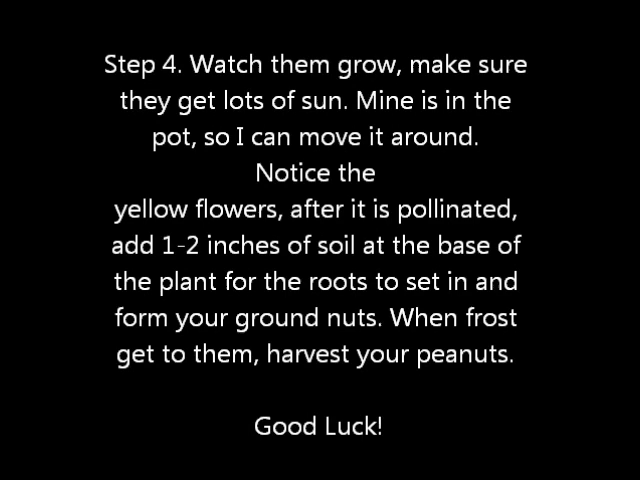 Step 4. Watch them grow, make sure
they get lots of sun. Mine is in the
pot, so I can move it around.
Notice the
yellow flowers, after it is pollinated,
add 1-2 inches of soil at the base of
the plant for the roots to set in and
form your ground nuts. When frost
get to them, harvest your peanuts.
Good Luck!